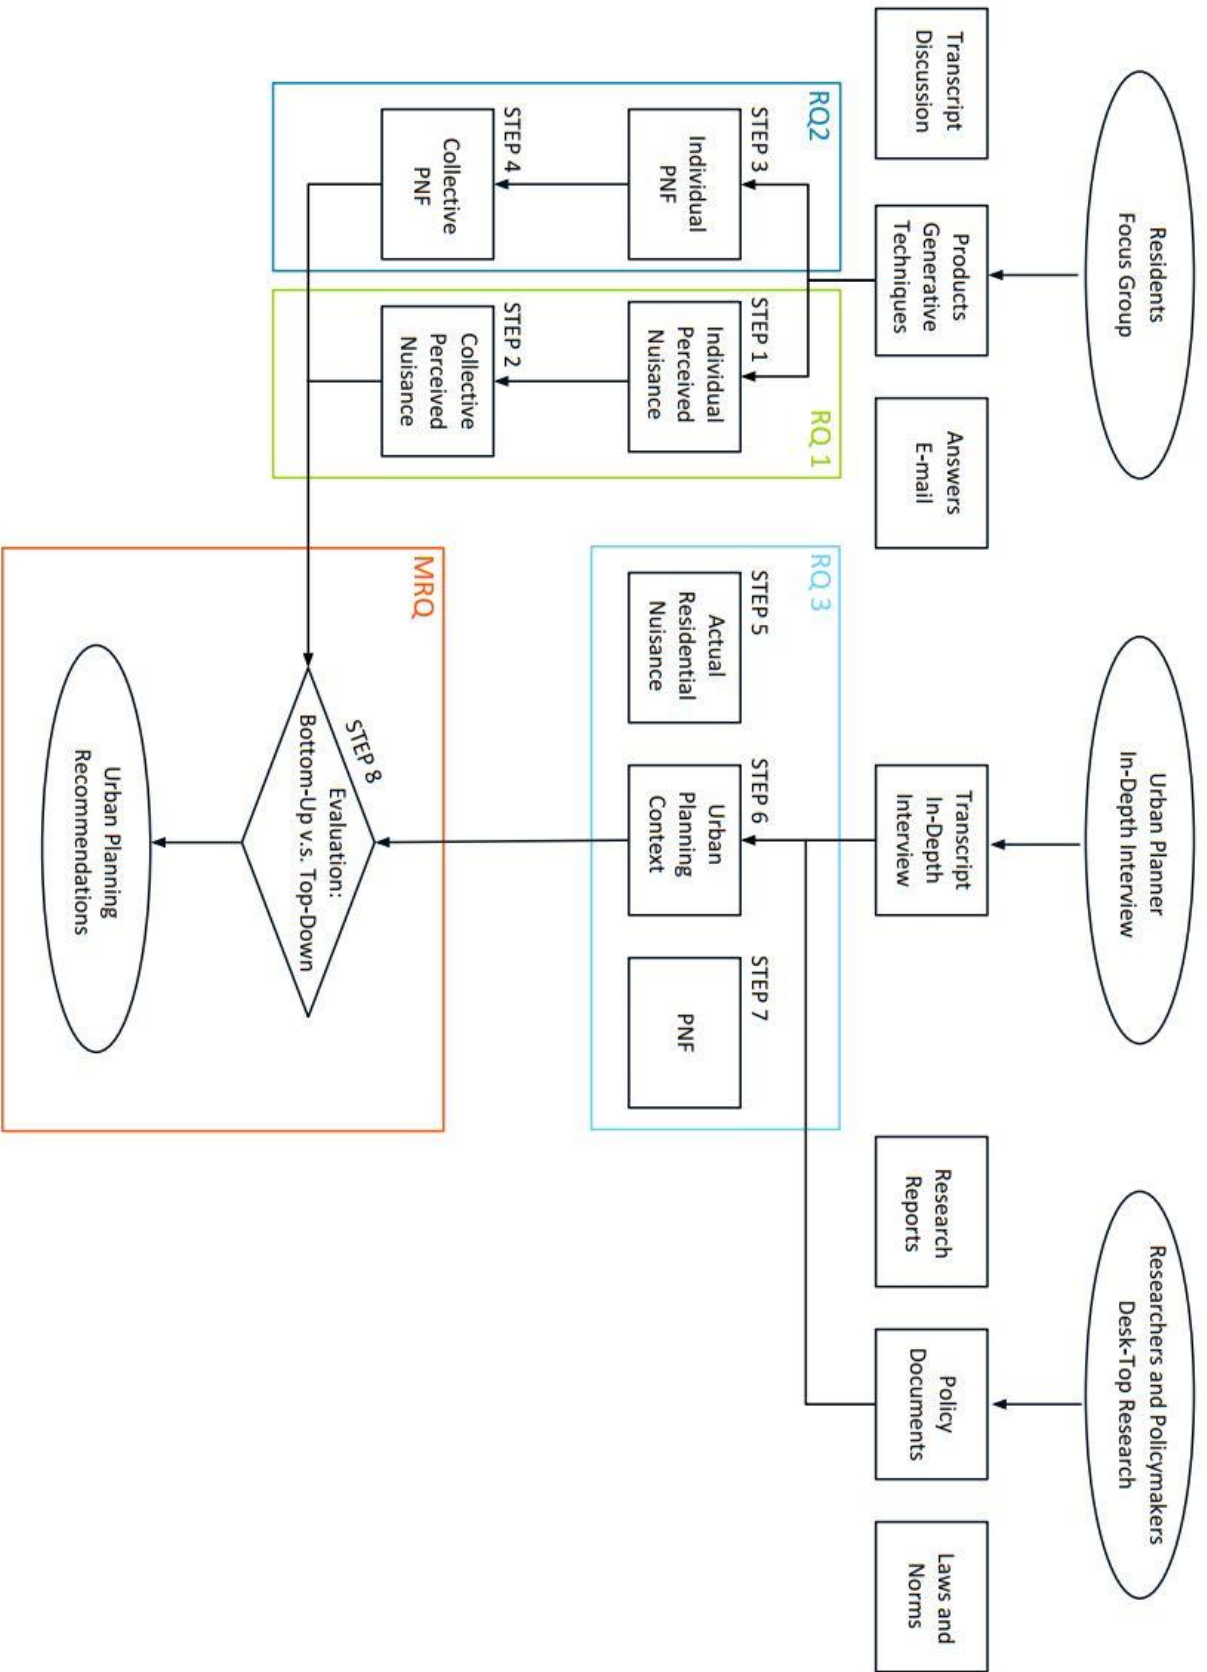 Residents
Focus Group
Urban Planner
In-Depth Interview
Researchers and Policymakers
Desk-Top Research
Transcript
Discussion
Products
Generative
Techniques
Answers
E-mail
Transcript
In-Depth
Interview
Research
Reports
Policy
Documents
Laws and
Norms
RQ2
STEP 3
Individual
PNF
STEP 4
Collective
PNF
RQ 1
STEP 1
Individual
Perceived
Nuisance
STEP 2
Collective
Perceived
Nuisance
RQ 3
STEP 5
Actual
Residential
Nuisance
STEP 6
Urban
Planning
Context
STEP 7
PNF
MRQ
STEP 8
Evaluation:
Bottom-Up v.s. Top-Down
Urban Planning
Recommendations